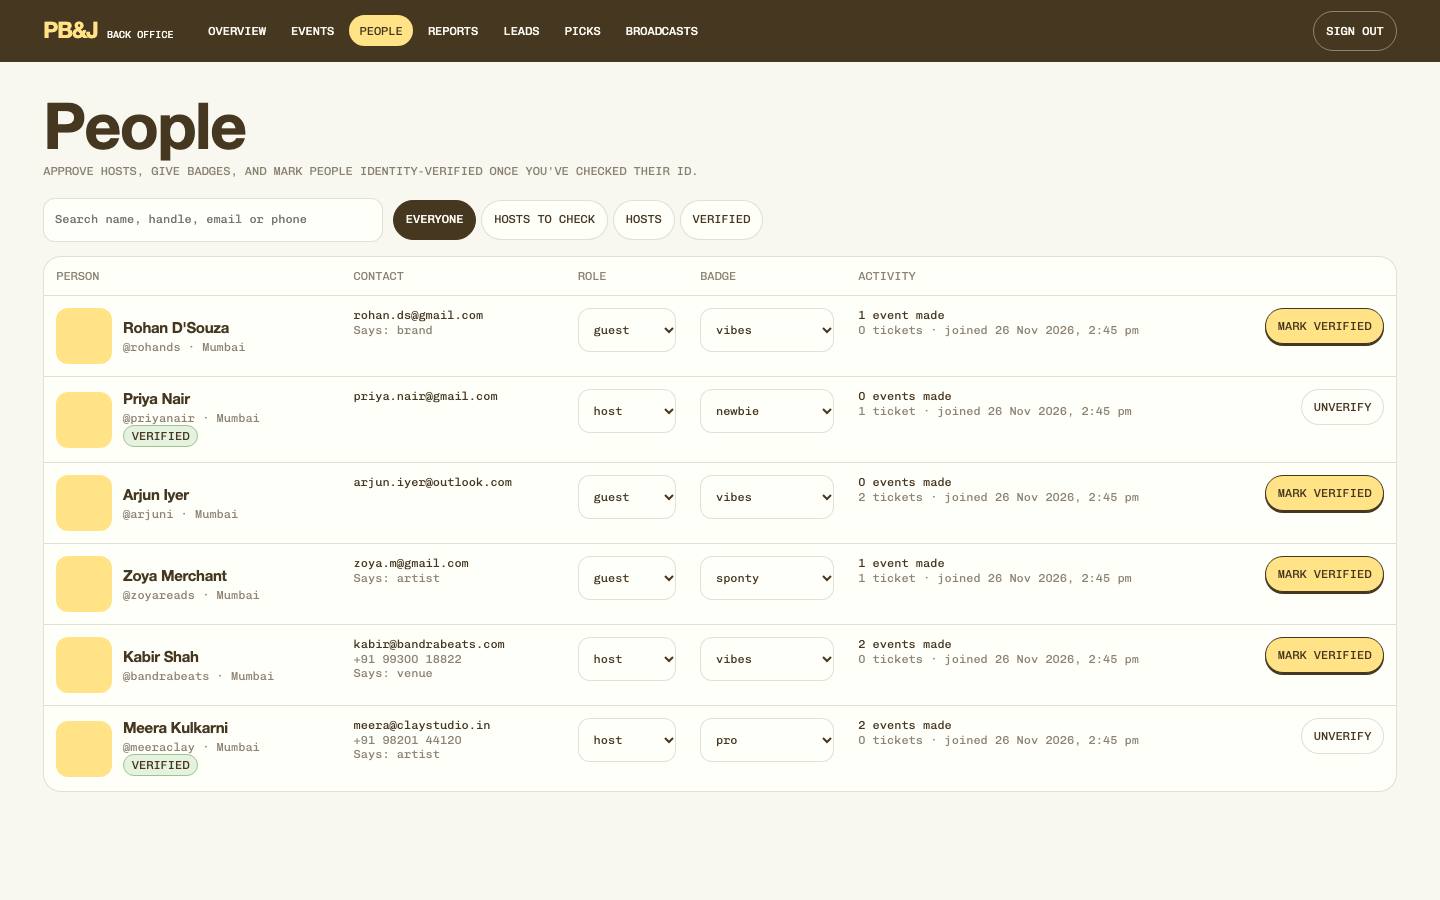 PB&J BACK OFFICE OVERVIEW EVENTS PEOPLE REPORTS LEADS PICKS BROADCASTS SIGN OUT
People
APPROVE HOSTS, GIVE BADGES, AND MARK PEOPLE IDENTITY-VERIFIED ONCE YOU'VE CHECKED THEIR ID.
Search name, handle, email or phone EVERYONE HOSTS TO CHECK HOSTS VERIFIED
PERSON CONTACT ROLE BADGE ACTIVITY
Rohan D'Souza
@rohands · Mumbai
rohan.ds@gmail.com
Says: brand
guest
vibes
1 event made
0 tickets · joined 26 Nov 2026, 2:45 pm
MARK VERIFIED
Priya Nair
@priyanair · Mumbai
VERIFIED
priya.nair@gmail.com
host
newbie
0 events made
1 ticket · joined 26 Nov 2026, 2:45 pm
UNVERIFY
Arjun Iyer
@arjuni · Mumbai
arjun.iyer@outlook.com
guest
vibes
0 events made
2 tickets · joined 26 Nov 2026, 2:45 pm
MARK VERIFIED
Zoya Merchant
@zoyareads · Mumbai
zoya.m@gmail.com
Says: artist
guest
sponty
1 event made
1 ticket · joined 26 Nov 2026, 2:45 pm
MARK VERIFIED
Kabir Shah
@bandrabeats · Mumbai
kabir@bandrabeats.com
+91 99300 18822
Says: venue
host
vibes
2 events made
0 tickets · joined 26 Nov 2026, 2:45 pm
MARK VERIFIED
Meera Kulkarni
@meeraclay · Mumbai
VERIFIED
meera@claystudio.in
+91 98201 44120
Says: artist
host
pro
2 events made
0 tickets · joined 26 Nov 2026, 2:45 pm
UNVERIFY